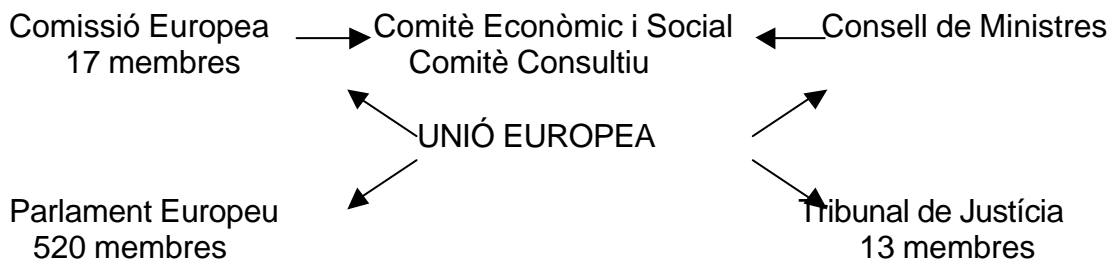 Comissió Europea
17 membres
Comitè Econòmic i Social
Comitè Consultiu
Consell de Ministres
UNIÓ EUROPEA
Parlament Europeu
520 membres
Tribunal de Justícia
13 membres